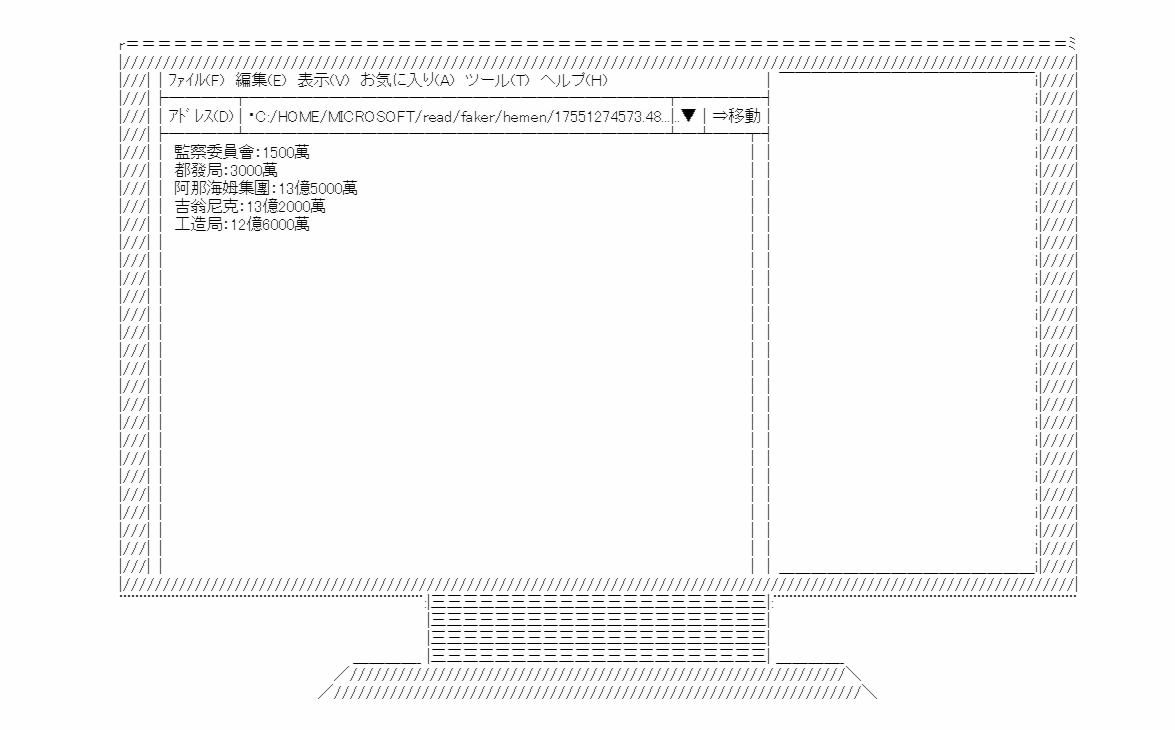 ファイル(F) 編集(E) 表示(V) お気に入り(A) ツール(T) ヘルプ(H)
アドレス(D) ・C:/HOME/MICROSOFT/read/faker/hemen/17551274573.48... ▼ ⇒移動
監察委員會:1500萬
都發局:3000萬
阿那海姆集團:13億5000萬
吉翁尼克:13億2000萬
工造局:12億6000萬